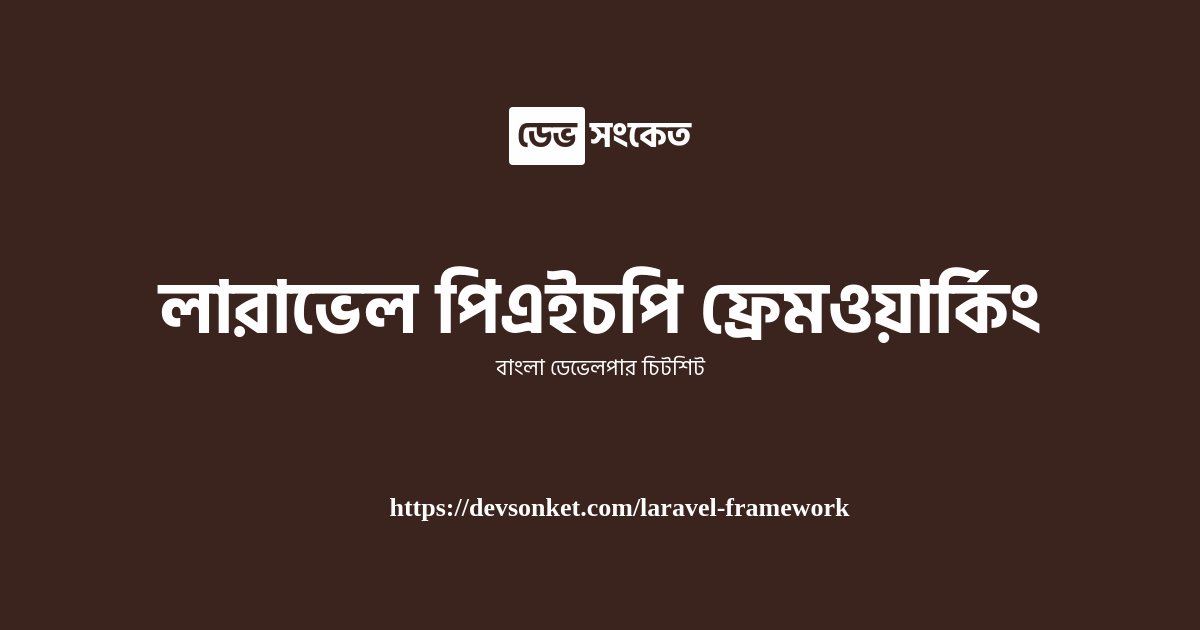 ডেভ সংকেত
লারাভেল পিএইচপি ফ্রেমওয়ার্কিং
বাংলা ডেভেলপার চিটশিট
https://devsonket.com/laravel-framework